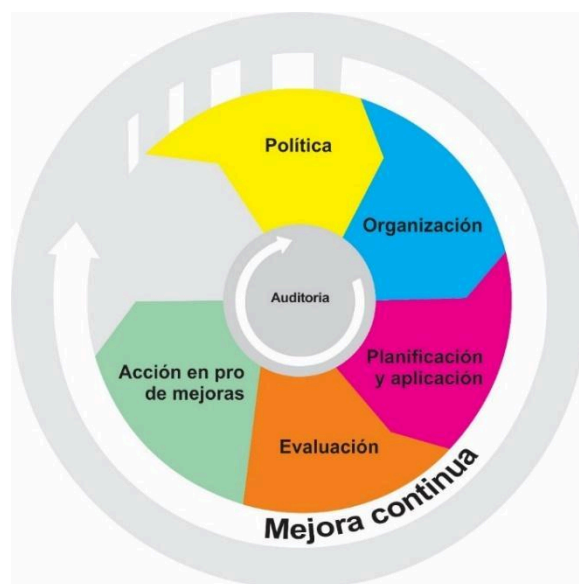 Política
Organización
Planificación
y aplicación
Evaluación
Acción en pro
de mejoras
Auditoria
Mejora continua